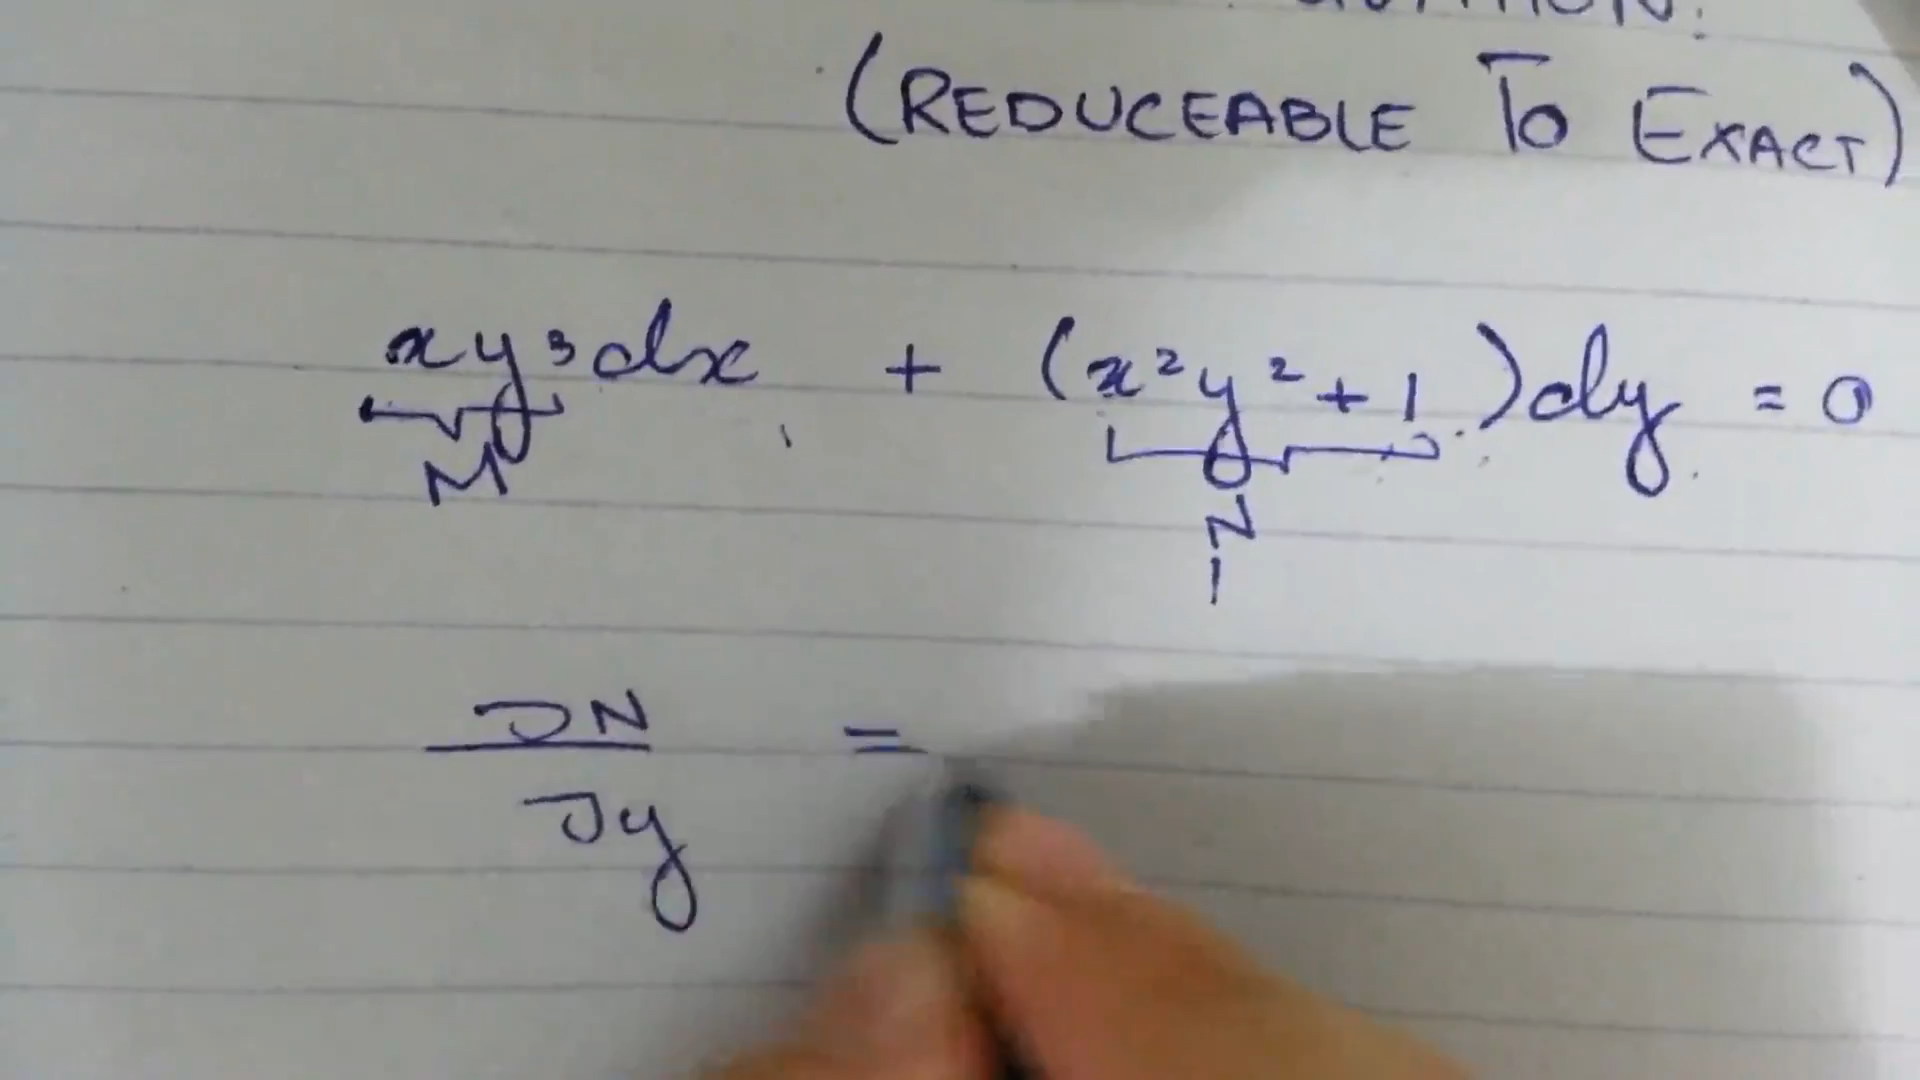 (REDUCEABLE To EXACT)
xy³dx + (x²y²+1)dy = 0
M N
∂N =
∂y